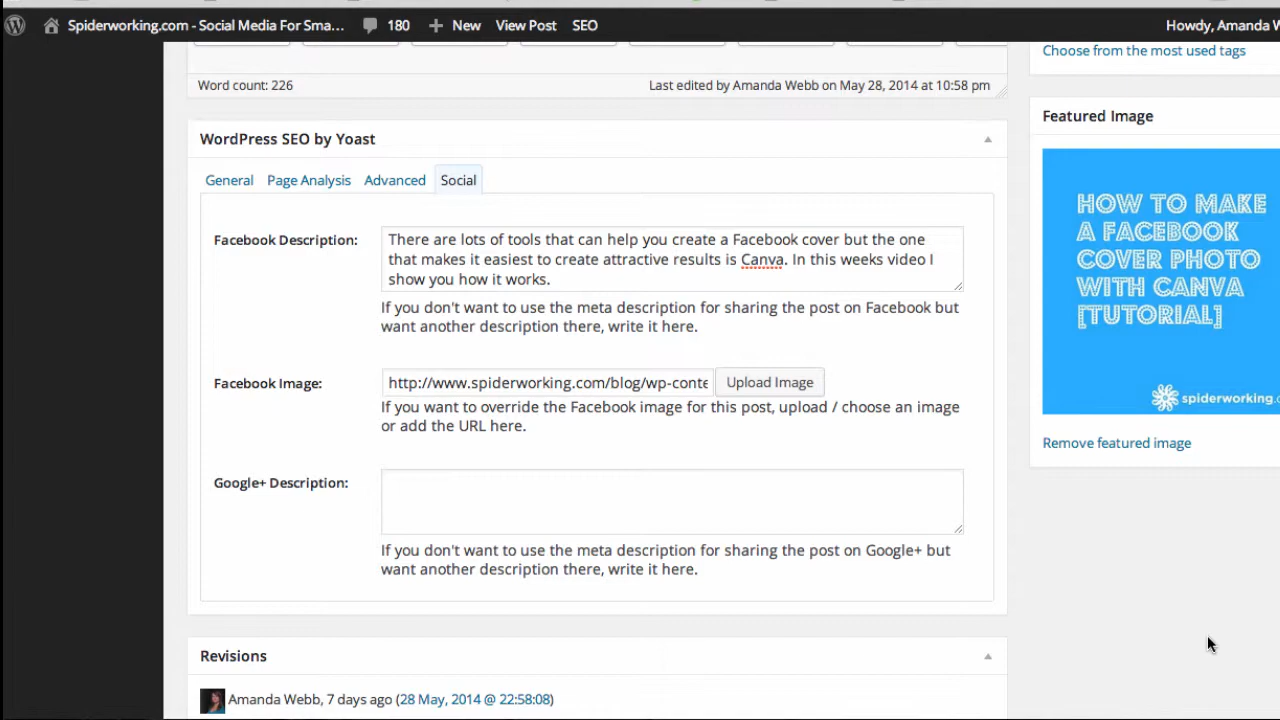 Spiderworking.com - Social Media For Sma... 180 New View Post SEO Howdy, Amanda W
Choose from the most used tags
Word count: 226 Last edited by Amanda Webb on May 28, 2014 at 10:58 pm
Featured Image
WordPress SEO by Yoast
General Page Analysis Advanced Social
HOW TO MAKE
A FACEBOOK
COVER PHOTO
WITH CANVA
[TUTORIAL]
spiderworking.c
Remove featured image
Facebook Description: There are lots of tools that can help you create a Facebook cover but the one
that makes it easiest to create attractive results is Canva. In this weeks video I
show you how it works.
If you don't want to use the meta description for sharing the post on Facebook but
want another description there, write it here.
Facebook Image: http://www.spiderworking.com/blog/wp-conte Upload Image
If you want to override the Facebook image for this post, upload / choose an image
or add the URL here.
Google+ Description:
If you don't want to use the meta description for sharing the post on Google+ but
want another description there, write it here.
Revisions
Amanda Webb, 7 days ago (28 May, 2014 @ 22:58:08)